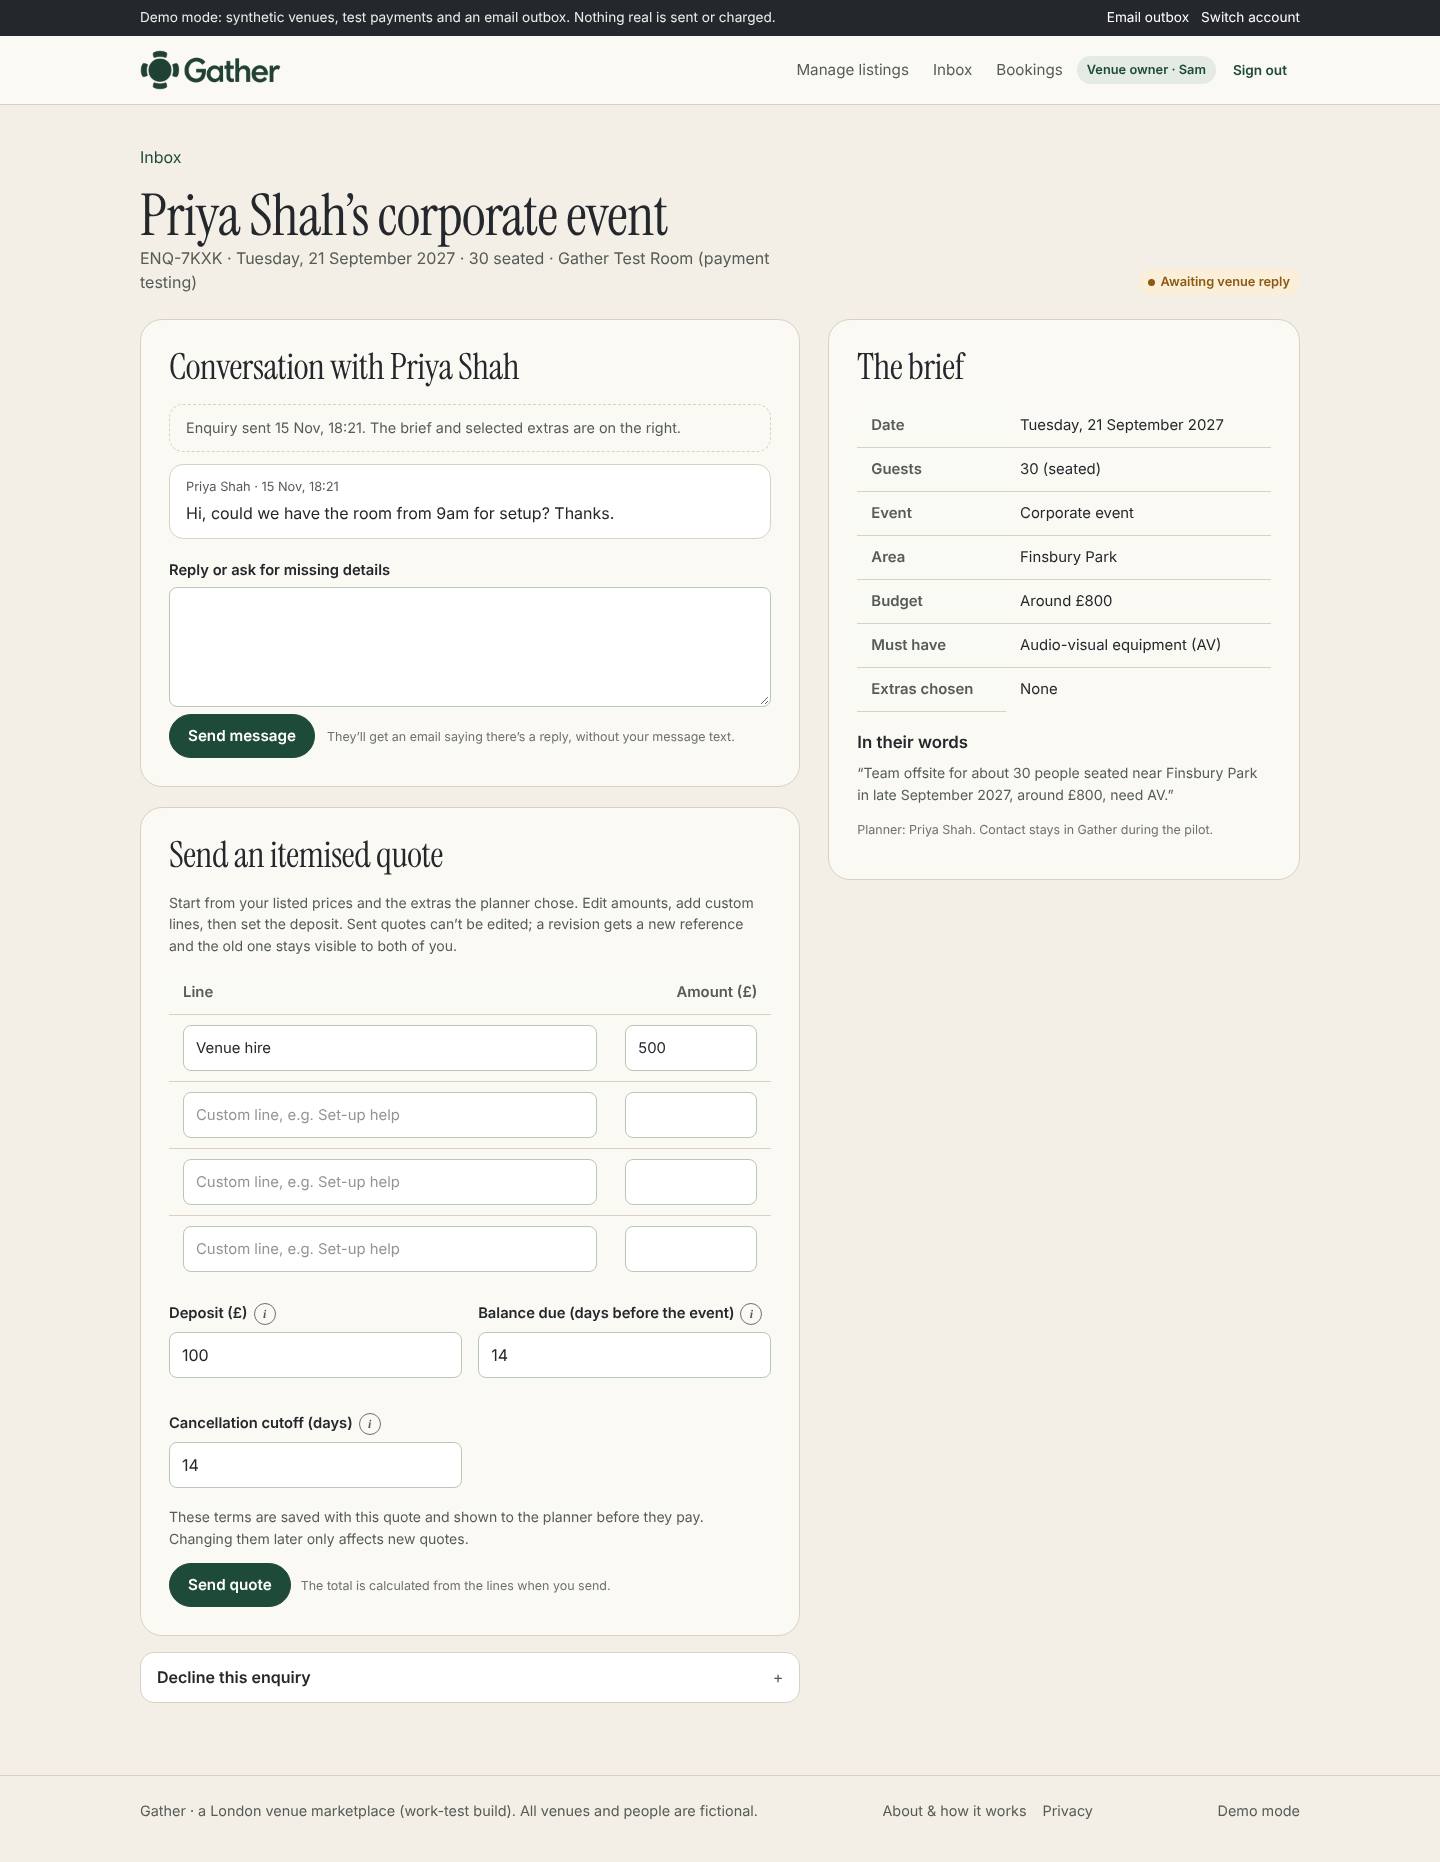 Demo mode: synthetic venues, test payments and an email outbox. Nothing real is sent or charged.
Email outbox Switch account
Gather
Manage listings Inbox Bookings Venue owner · Sam Sign out
Inbox
Priya Shah’s corporate event
ENQ-7KXK · Tuesday, 21 September 2027 · 30 seated · Gather Test Room (payment
testing)
Awaiting venue reply
Conversation with Priya Shah
Enquiry sent 15 Nov, 18:21. The brief and selected extras are on the right.
Priya Shah · 15 Nov, 18:21
Hi, could we have the room from 9am for setup? Thanks.
Reply or ask for missing details
Send message They’ll get an email saying there’s a reply, without your message text.
Send an itemised quote
Start from your listed prices and the extras the planner chose. Edit amounts, add custom
lines, then set the deposit. Sent quotes can’t be edited; a revision gets a new reference
and the old one stays visible to both of you.
Line Amount (£)
Venue hire 500
Custom line, e.g. Set-up help
Custom line, e.g. Set-up help
Custom line, e.g. Set-up help
Deposit (£) i Balance due (days before the event) i
100 14
Cancellation cutoff (days) i
14
These terms are saved with this quote and shown to the planner before they pay.
Changing them later only affects new quotes.
Send quote The total is calculated from the lines when you send.
Decline this enquiry +
The brief
Date Tuesday, 21 September 2027
Guests 30 (seated)
Event Corporate event
Area Finsbury Park
Budget Around £800
Must have Audio-visual equipment (AV)
Extras chosen None
In their words
“Team offsite for about 30 people seated near Finsbury Park
in late September 2027, around £800, need AV.”
Planner: Priya Shah. Contact stays in Gather during the pilot.
Gather · a London venue marketplace (work-test build). All venues and people are fictional.
About & how it works Privacy
Demo mode